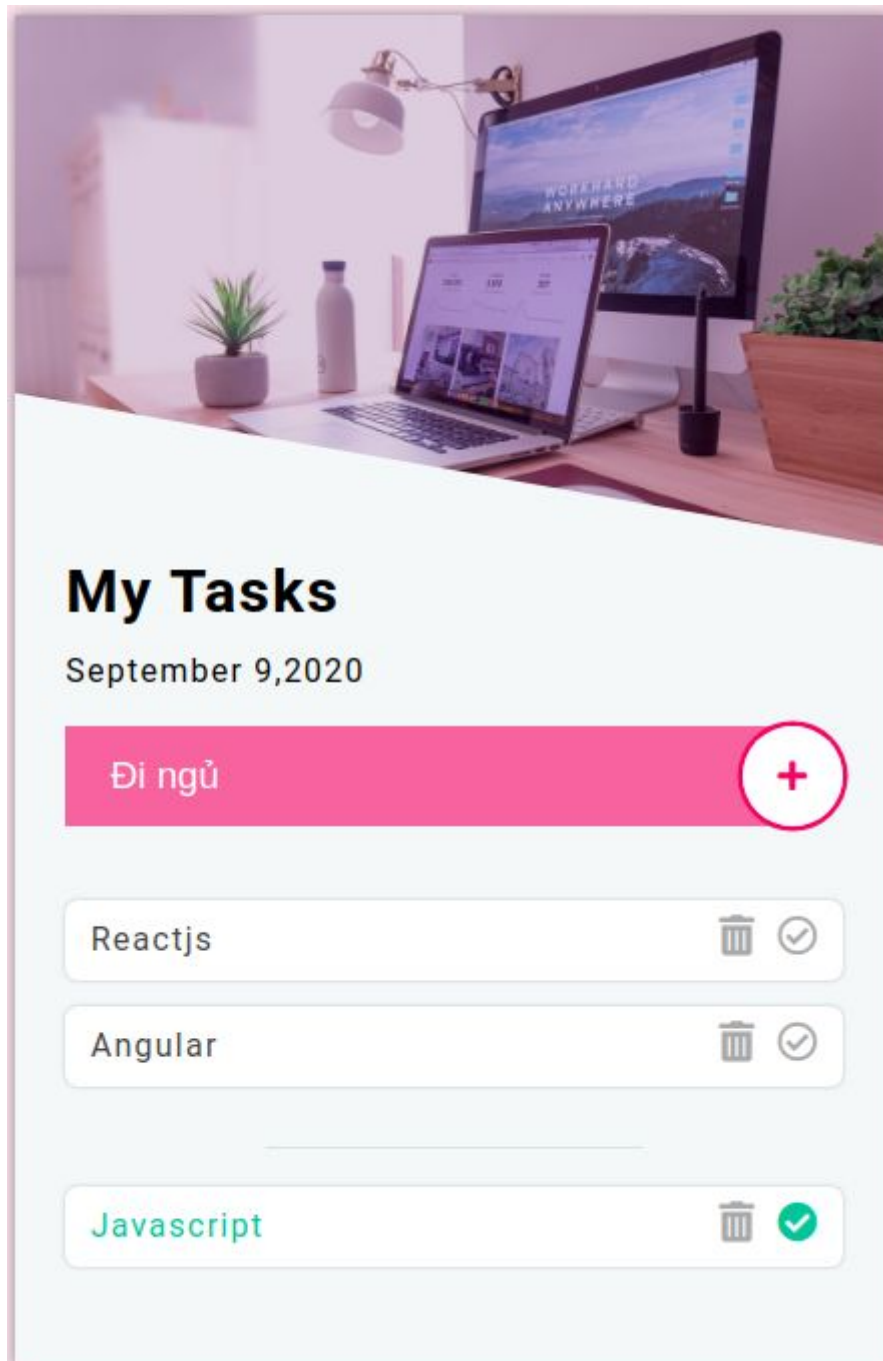 WORKHARD
ANYWHERE
My Tasks
September 9,2020
Đi ngủ
Reactjs
Angular
Javascript